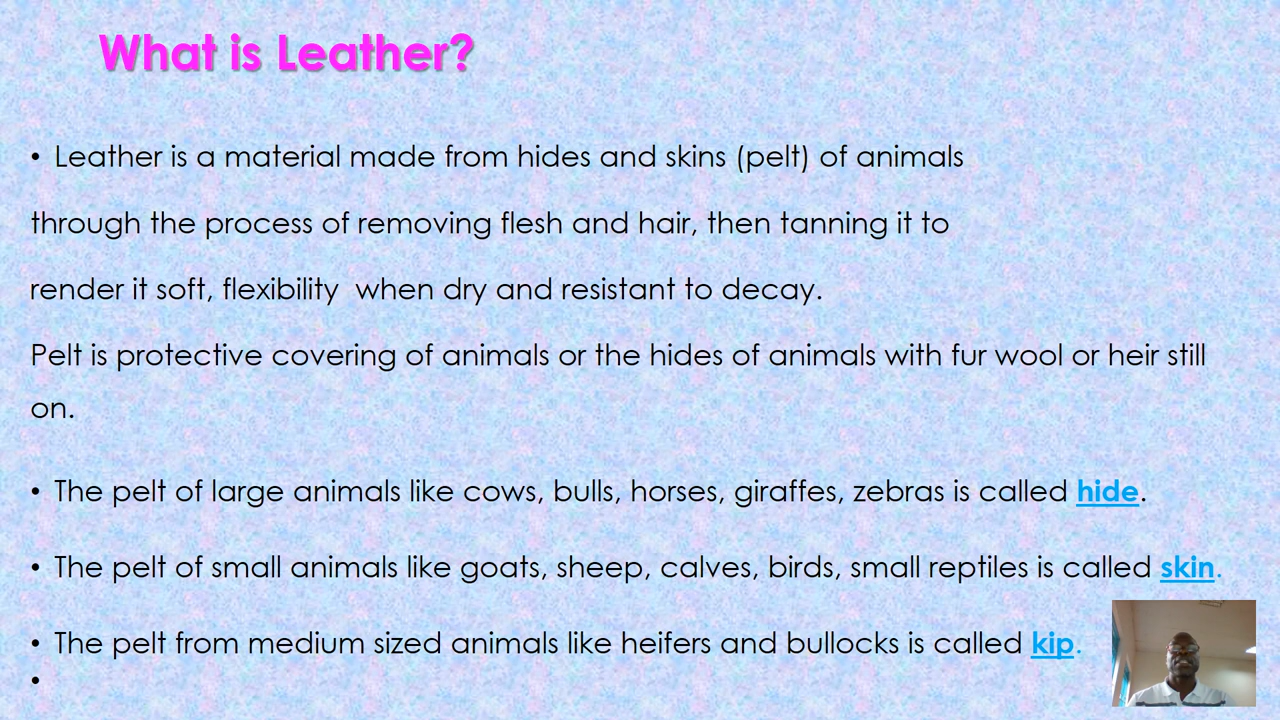 What is Leather?
• Leather is a material made from hides and skins (pelt) of animals
through the process of removing flesh and hair, then tanning it to
render it soft, flexibility  when dry and resistant to decay.
Pelt is protective covering of animals or the hides of animals with fur wool or heir still
on.
• The pelt of large animals like cows, bulls, horses, giraffes, zebras is called hide.
• The pelt of small animals like goats, sheep, calves, birds, small reptiles is called skin.
• The pelt from medium sized animals like heifers and bullocks is called kip.
•